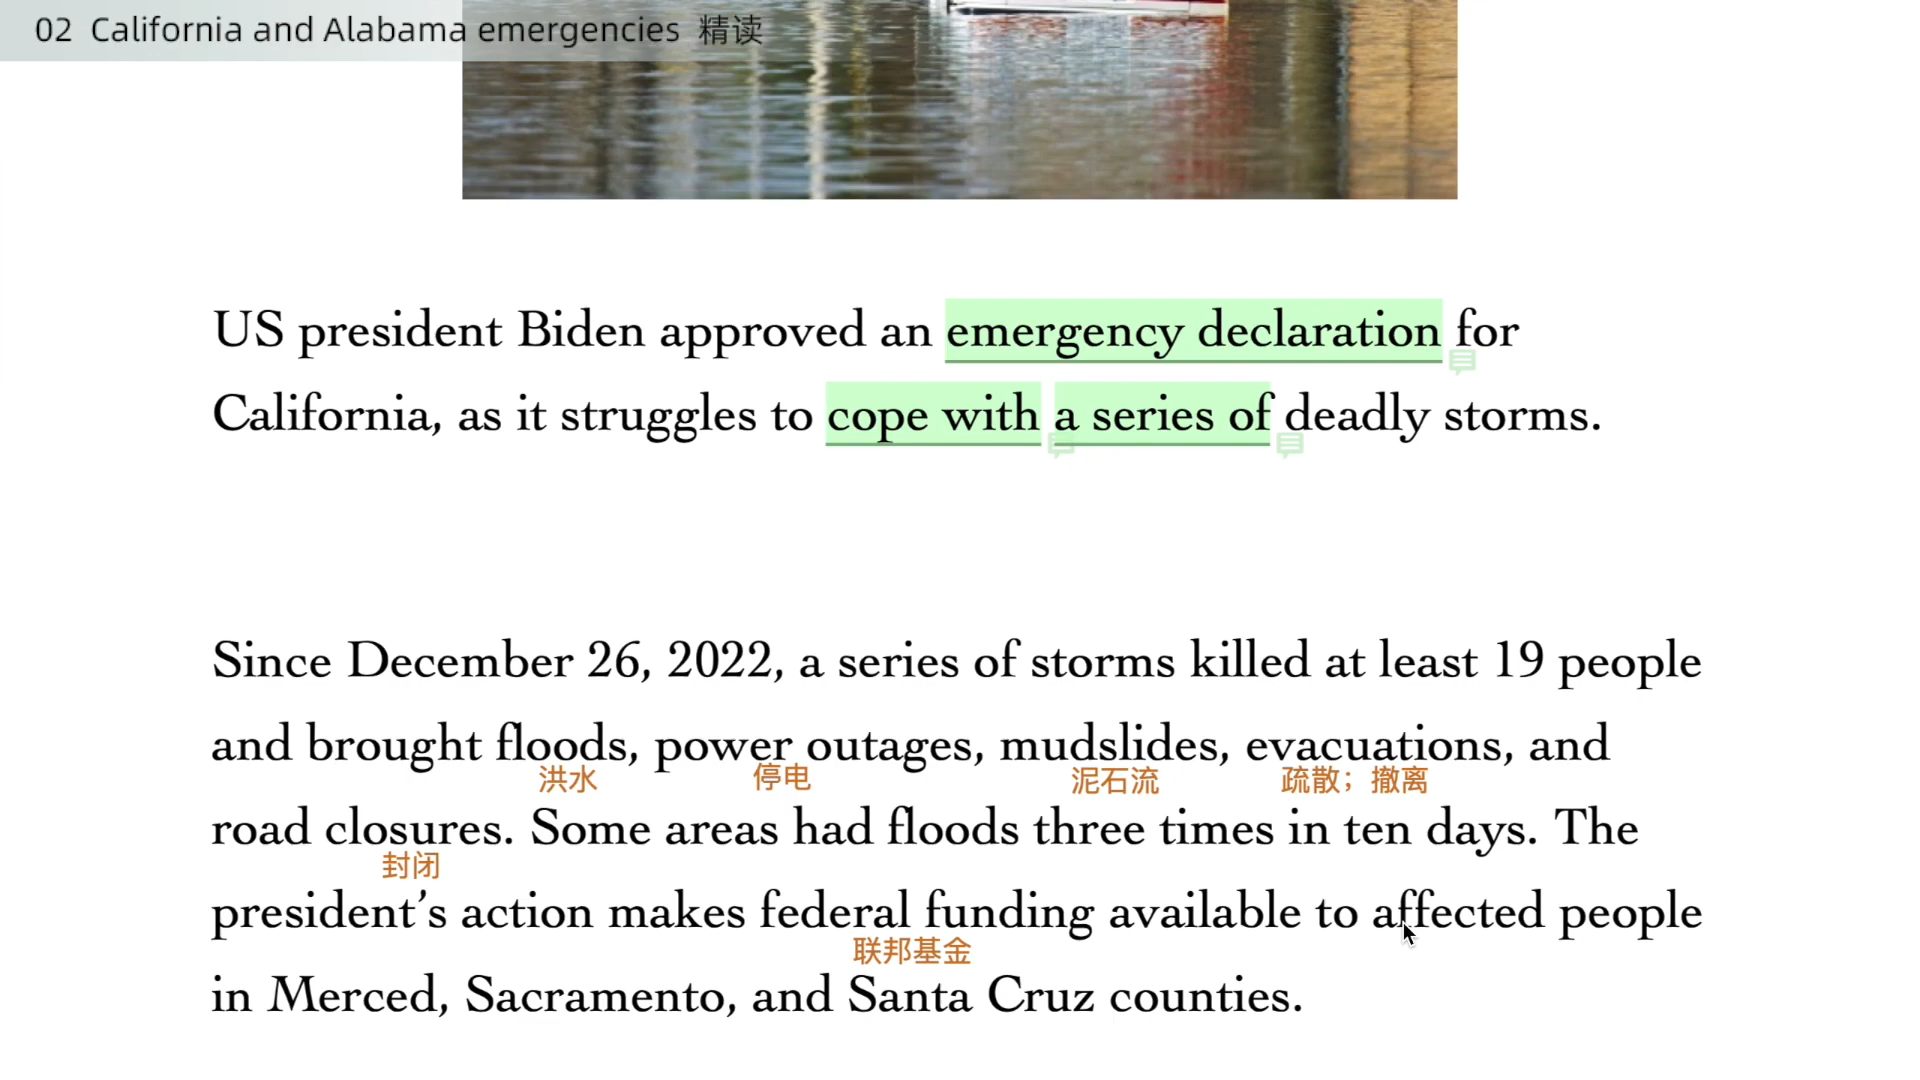 02 California and Alabama emergencies 精读
US president Biden approved an emergency declaration for
California, as it struggles to cope with a series of deadly storms.
Since December 26, 2022, a series of storms killed at least 19 people
and brought floods, power outages, mudslides, evacuations, and
洪水 停电 泥石流 疏散；撤离
road closures. Some areas had floods three times in ten days. The
封闭
president’s action makes federal funding available to affected people
联邦基金
in Merced, Sacramento, and Santa Cruz counties.